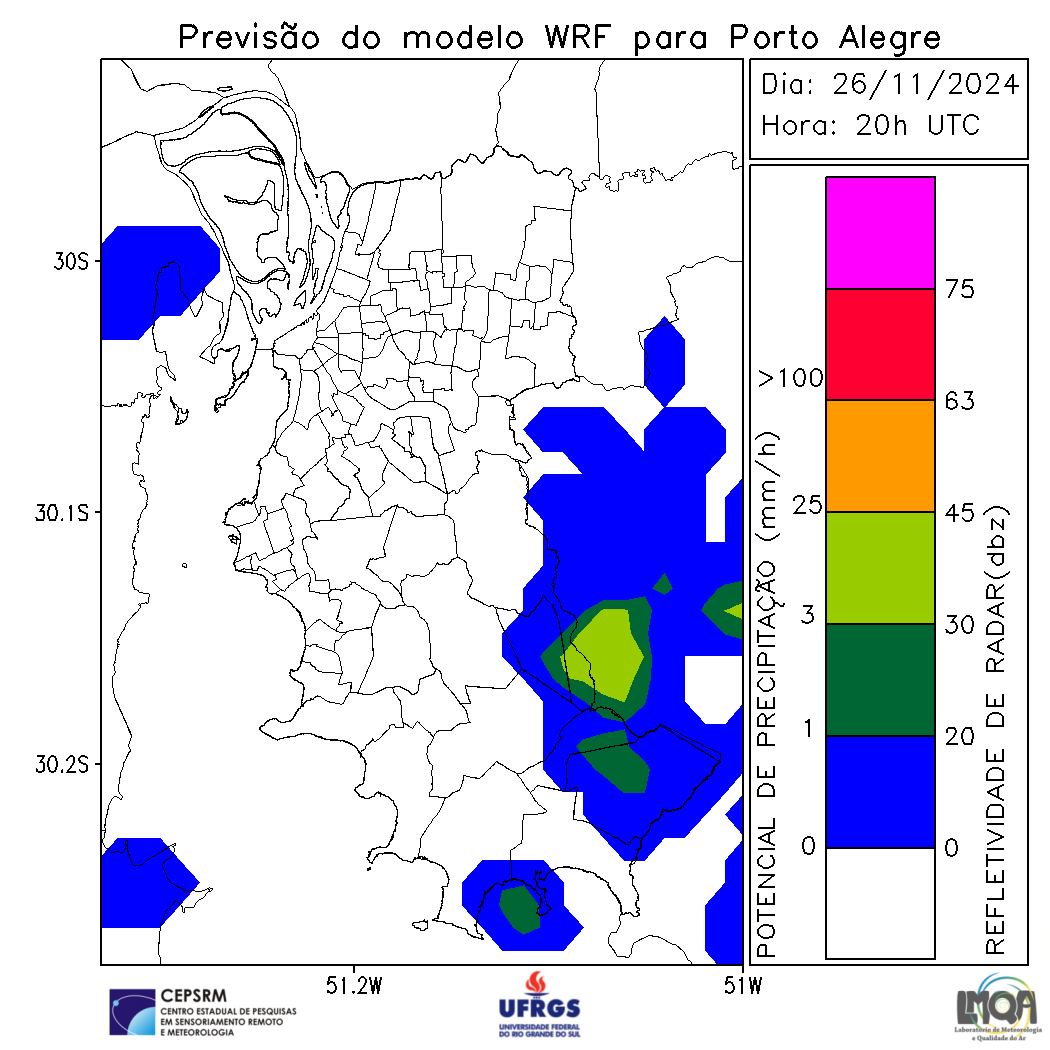 Previsão do modelo WRF para Porto Alegre
Dia: 26/11/2024
Hora: 20h UTC
30S
30.1S
30.2S
51.2W
51W
POTENCIAL DE PRECIPITAÇÃO (mm/h)
>100
25
3
1
0
75
63
45
30
20
0
REFLETIVIDADE DE RADAR(dbz)
CEPSRM
CENTRO ESTADUAL DE PESQUISAS
EM SENSORIAMENTO REMOTO
E METEOROLOGIA
UFRGS
UNIVERSIDADE FEDERAL
DO RIO GRANDE DO SUL
LMQA
Laboratório de Meteorologia
e Qualidade do Ar